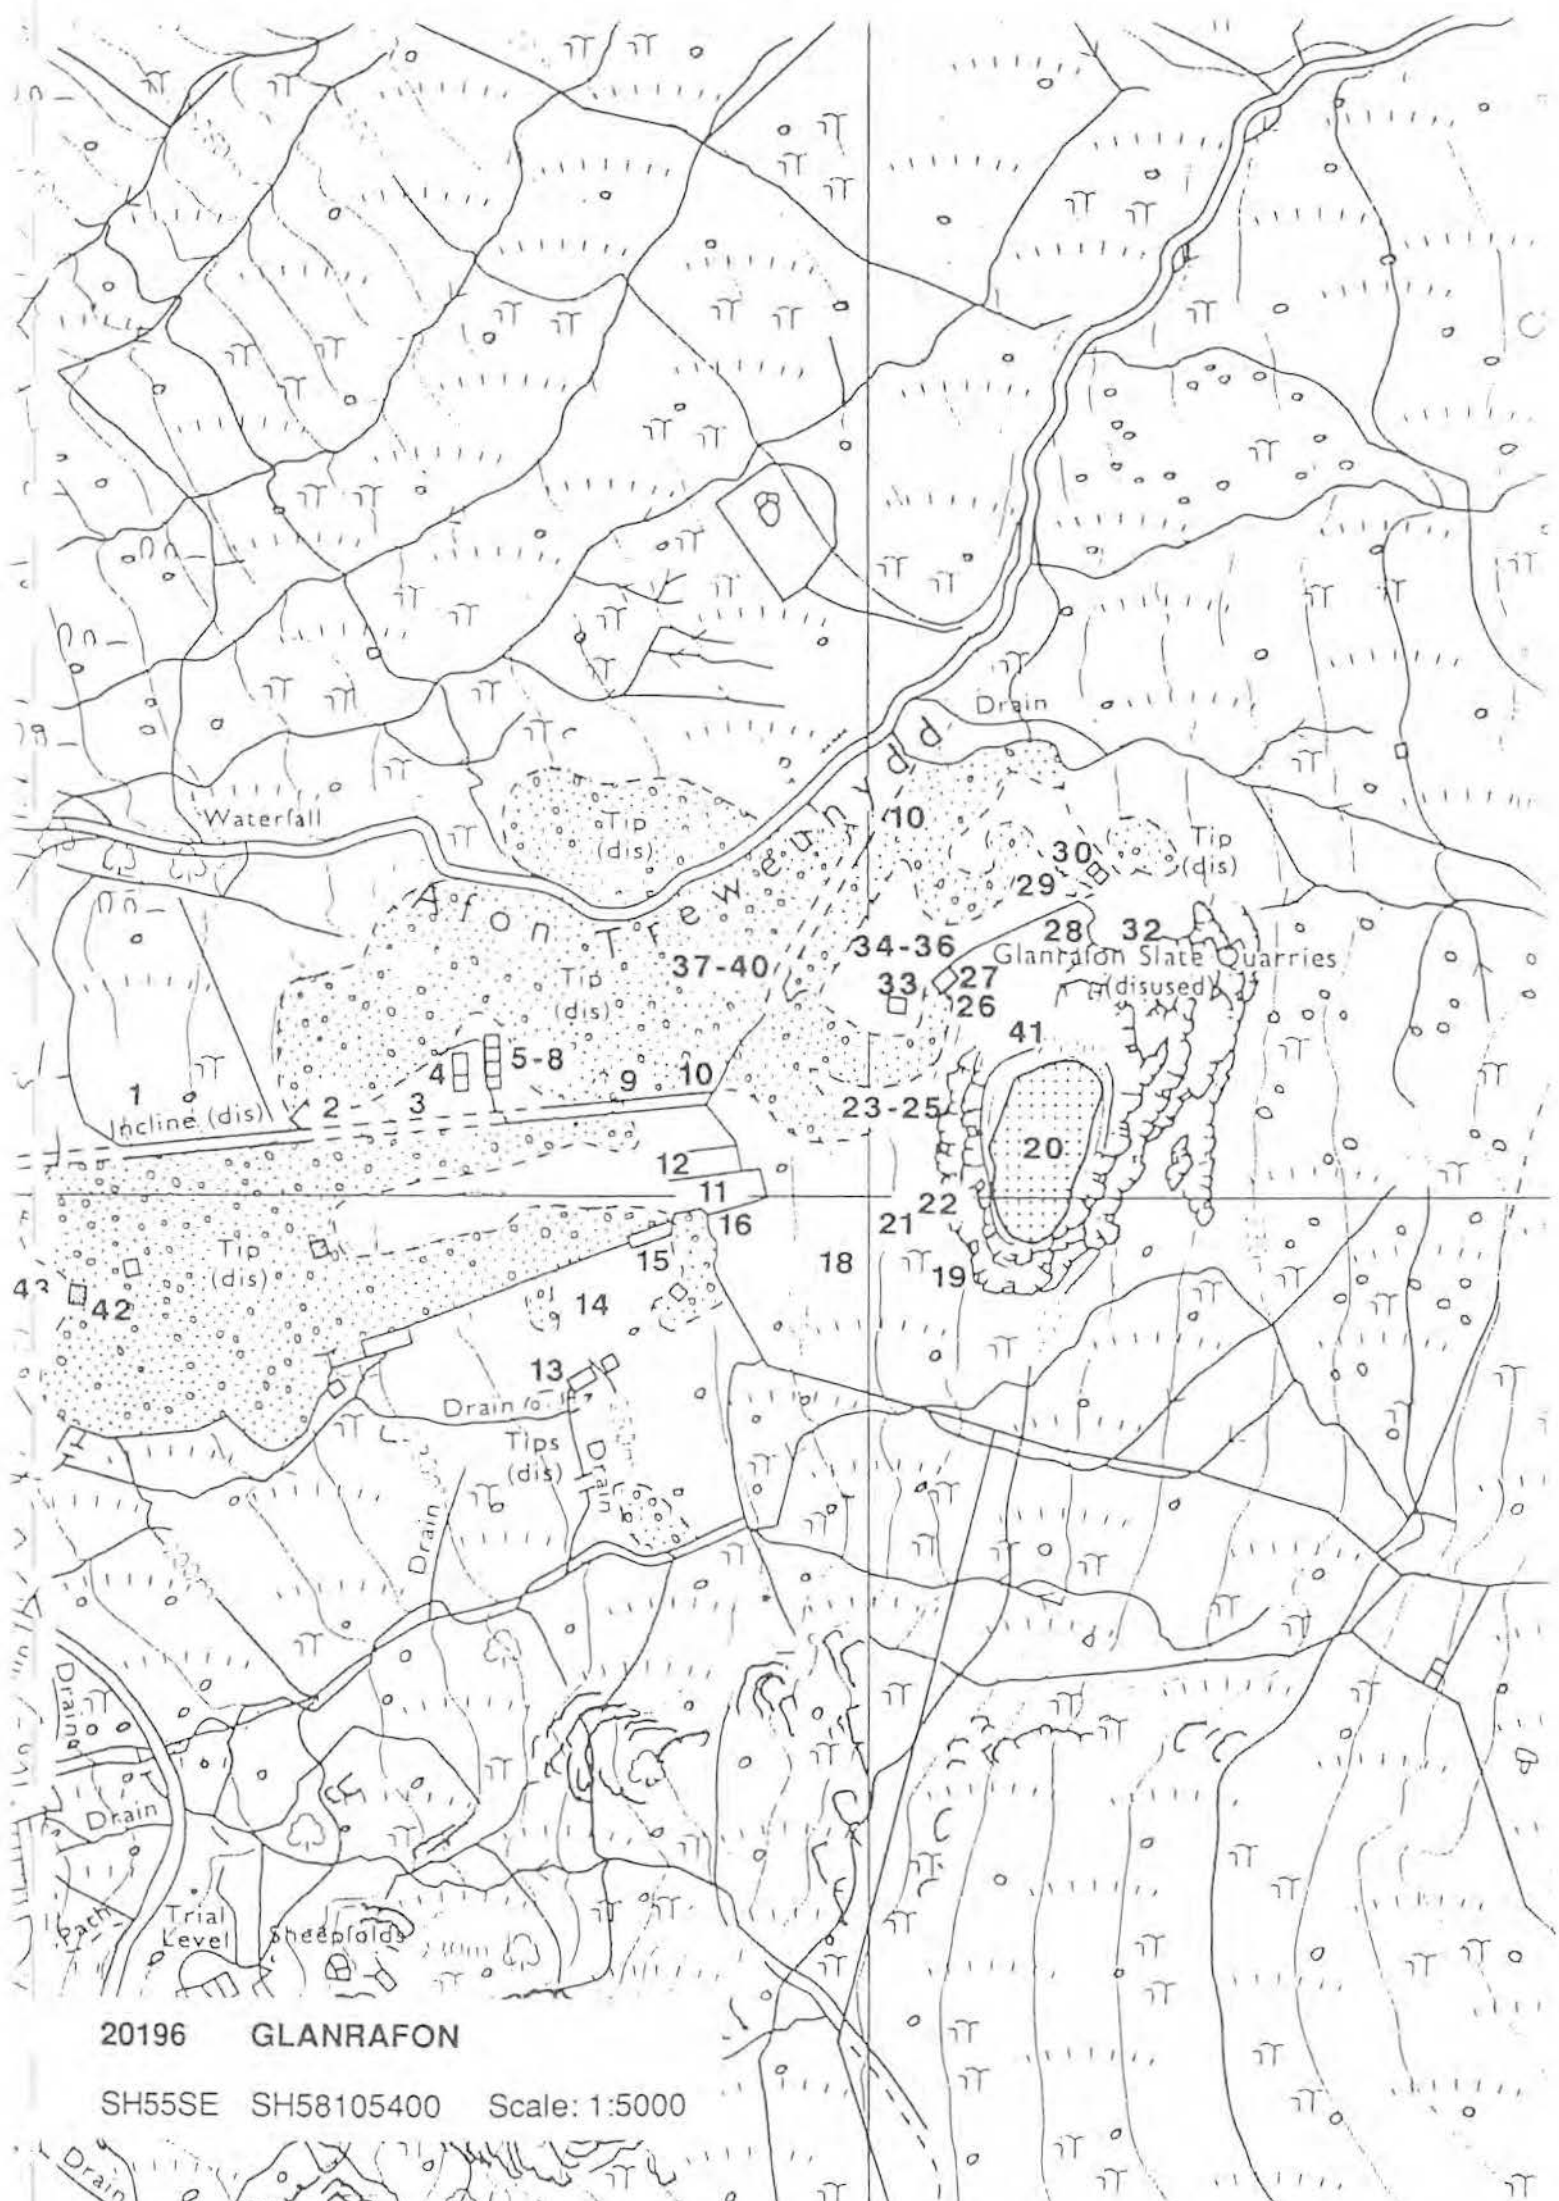 Drain
Waterfall
Tip
(dis)
10
Tip
(dis)
30
29
Afon Treweunydd
28
32
34-36
Glanrafon Slate Quarries
(disused)
37-40
33
27
26
Tip
(dis)
41
5-8
4
9
10
1
2
3
23-25
Incline (dis)
20
12
11
22
16
21
Tip
(dis)
15
18
19
43
42
14
13
Drain
Tips
(dis)
Drain
Drain
Drain
Drain
Path
Trial
Level
Sheepfolds
20196 GLANRAFON
SH55SE SH58105400 Scale: 1:5000
Drain